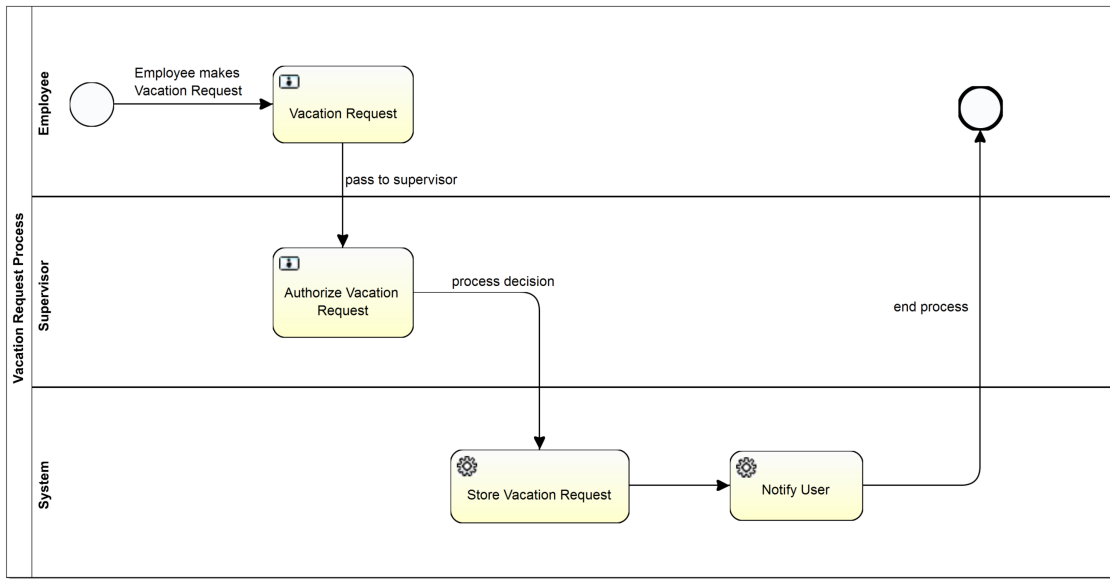 Vacation Request Process
Employee
Employee makes
Vacation Request
Vacation Request
pass to supervisor
Supervisor
Authorize Vacation
Request
process decision
end process
System
Store Vacation Request
Notify User